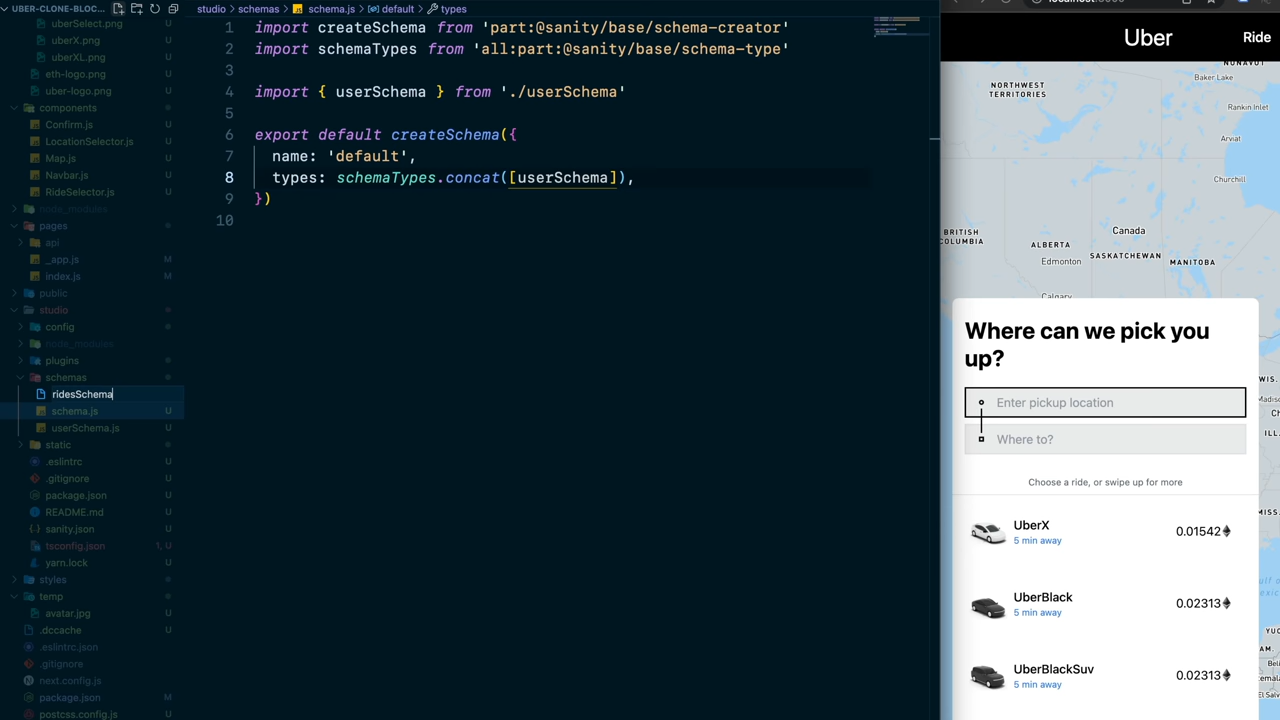 UBER-CLONE-BLOC...
uberSelect.png U
uberX.png U
uberXL.png U
eth-logo.png U
uber-logo.png U
components
Confirm.js U
LocationSelector.js U
Map.js U
Navbar.js U
RideSelector.js U
node_modules
pages
api
_app.js M
index.js M
public
studio
config
node_modules
plugins
schemas
ridesSchema
schema.js U
userSchema.js U
static
.eslintrc U
.gitignore U
package.json U
README.md U
sanity.json U
tsconfig.json 1, U
yarn.lock U
styles
temp
avatar.jpg U
.dccache U
.eslintrc.json
.gitignore
next.config.js
package.json M
postcss.config.js U
studio > schemas > schema.js > default > types
1 import createSchema from 'part:@sanity/base/schema-creator'
2 import schemaTypes from 'all:part:@sanity/base/schema-type'
3
4 import { userSchema } from './userSchema'
5
6 export default createSchema({
7 name: 'default',
8 types: schemaTypes.concat([userSchema]),
9 })
10
Uber Ride
NUNAVUT
Baker Lake
NORTHWEST
TERRITORIES
Rankin Inlet
Arviat
Churchill
BRITISH
COLUMBIA
Canada
ALBERTA
SASKATCHEWAN
MANITOBA
Edmonton
Calgary
Where can we pick you
up?
WIS.
Enter pickup location
Where to?
ILL.
Choose a ride, or swipe up for more
MISS.
UberX
5 min away
0.01542
UberBlack
5 min away
0.02313
UberBlackSuv
5 min away
0.02313